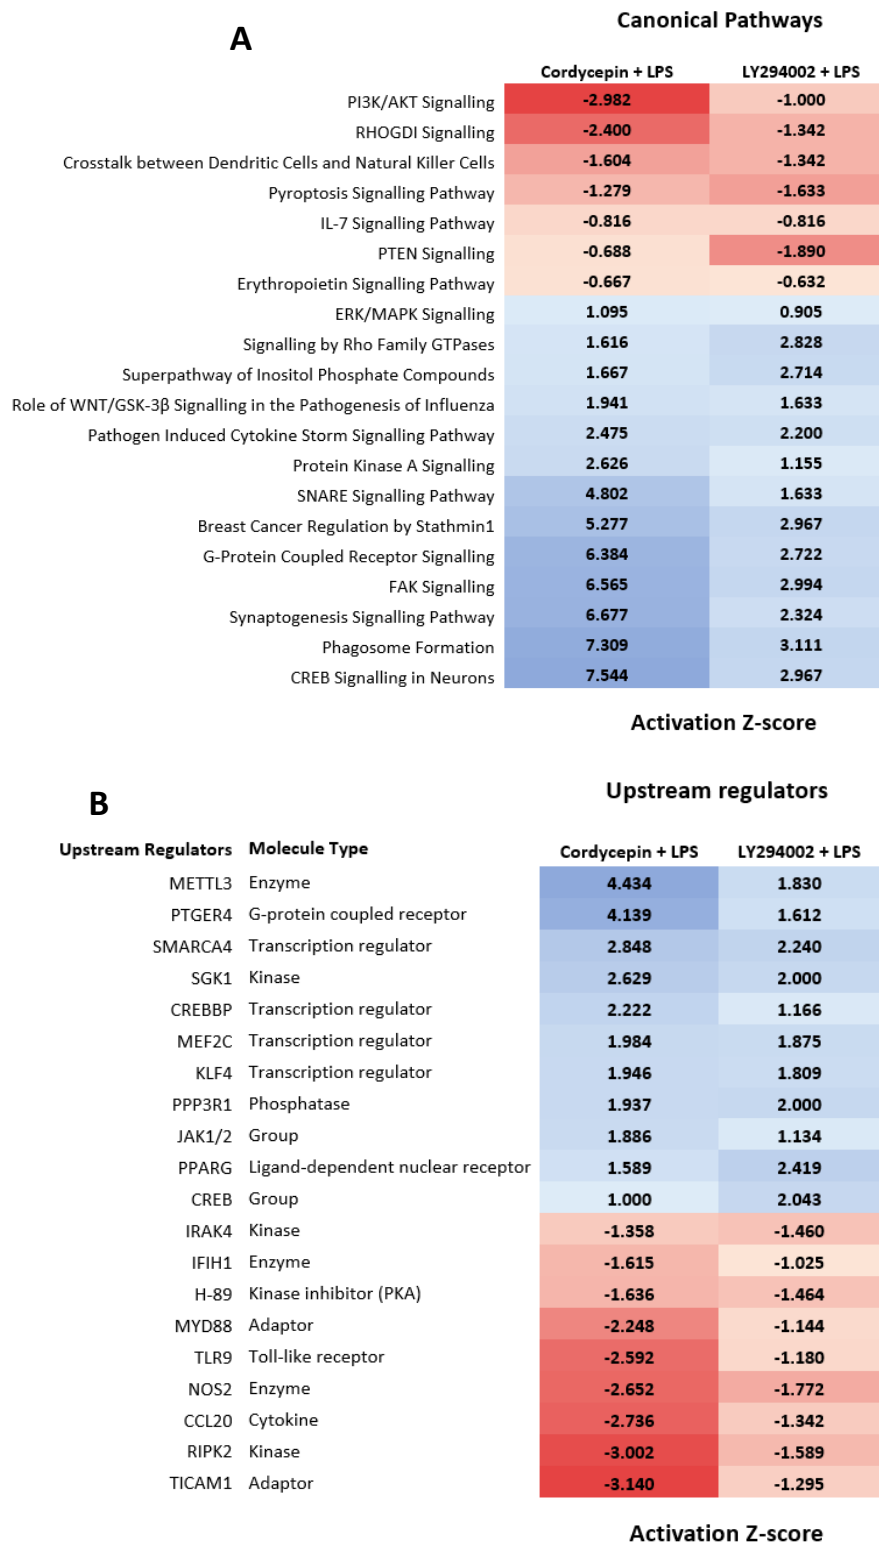 A
Canonical Pathways
Cordycepin + LPS LY294002 + LPS
PI3K/AKT Signalling -2.982 -1.000
RHOGDI Signalling -2.400 -1.342
Crosstalk between Dendritic Cells and Natural Killer Cells -1.604 -1.342
Pyroptosis Signalling Pathway -1.279 -1.633
IL-7 Signalling Pathway -0.816 -0.816
PTEN Signalling -0.688 -1.890
Erythropoietin Signalling Pathway -0.667 -0.632
ERK/MAPK Signalling 1.095 0.905
Signalling by Rho Family GTPases 1.616 2.828
Superpathway of Inositol Phosphate Compounds 1.667 2.714
Role of WNT/GSK-3β Signalling in the Pathogenesis of Influenza 1.941 1.633
Pathogen Induced Cytokine Storm Signalling Pathway 2.475 2.200
Protein Kinase A Signalling 2.626 1.155
SNARE Signalling Pathway 4.802 1.633
Breast Cancer Regulation by Stathmin1 5.277 2.967
G-Protein Coupled Receptor Signalling 6.384 2.722
FAK Signalling 6.565 2.994
Synaptogenesis Signalling Pathway 6.677 2.324
Phagosome Formation 7.309 3.111
CREB Signalling in Neurons 7.544 2.967
Activation Z-score
B
Upstream regulators
Upstream Regulators Molecule Type Cordycepin + LPS LY294002 + LPS
METTL3 Enzyme 4.434 1.830
PTGER4 G-protein coupled receptor 4.139 1.612
SMARCA4 Transcription regulator 2.848 2.240
SGK1 Kinase 2.629 2.000
CREBBP Transcription regulator 2.222 1.166
MEF2C Transcription regulator 1.984 1.875
KLF4 Transcription regulator 1.946 1.809
PPP3R1 Phosphatase 1.937 2.000
JAK1/2 Group 1.886 1.134
PPARG Ligand-dependent nuclear receptor 1.589 2.419
CREB Group 1.000 2.043
IRAK4 Kinase -1.358 -1.460
IFIH1 Enzyme -1.615 -1.025
H-89 Kinase inhibitor (PKA) -1.636 -1.464
MYD88 Adaptor -2.248 -1.144
TLR9 Toll-like receptor -2.592 -1.180
NOS2 Enzyme -2.652 -1.772
CCL20 Cytokine -2.736 -1.342
RIPK2 Kinase -3.002 -1.589
TICAM1 Adaptor -3.140 -1.295
Activation Z-score